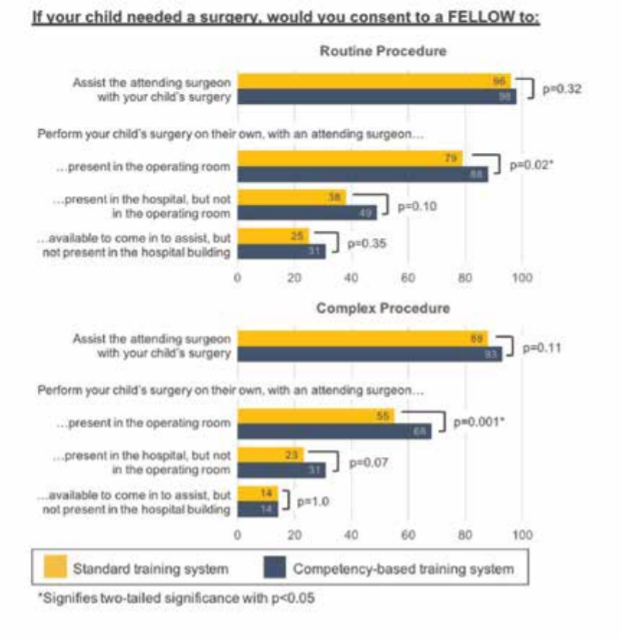 If your child needed a surgery, would you consent to a FELLOW to:
Routine Procedure
Assist the attending surgeon
with your child's surgery
96
98
p=0.32
Perform your child's surgery on their own, with an attending surgeon...
...present in the operating room
79
88
p=0.02*
...present in the hospital, but not
in the operating room
38
49
p=0.10
...available to come in to assist, but
not present in the hospital building
25
31
p=0.35
0 20 40 60 80 100
Complex Procedure
Assist the attending surgeon
with your child's surgery
88
93
p=0.11
Perform your child's surgery on their own, with an attending surgeon...
...present in the operating room
55
68
p=0.001*
...present in the hospital, but not
in the operating room
23
31
p=0.07
...available to come in to assist, but
not present in the hospital building
14
14
p=1.0
0 20 40 60 80 100
Standard training system Competency-based training system
*Signifies two-tailed significance with p<0.05